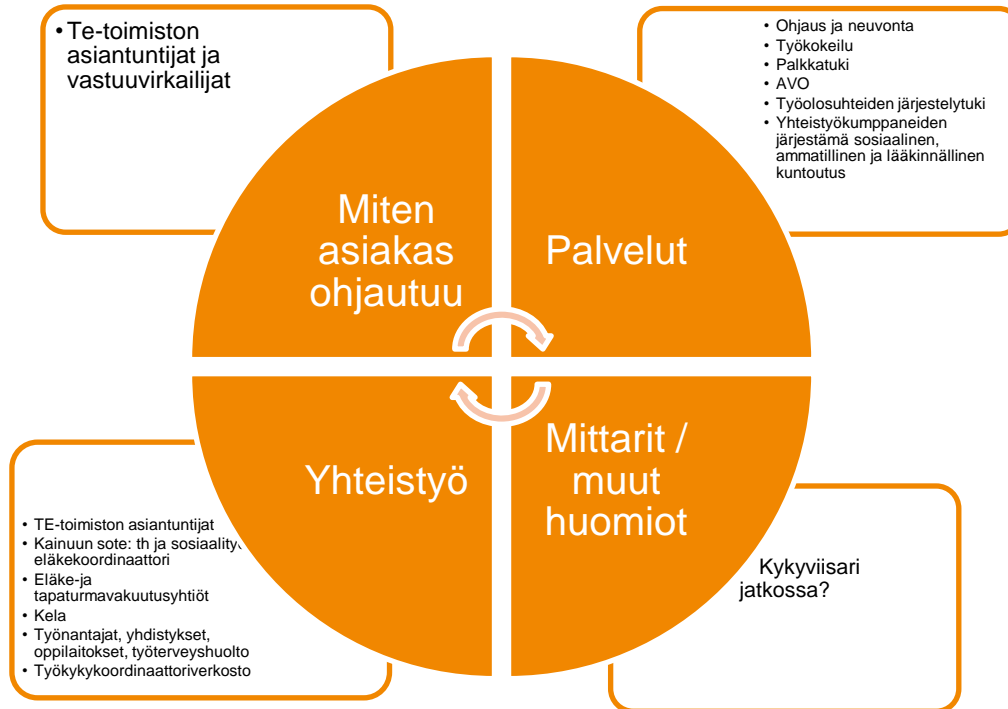 • Te-toimiston
asiantuntijat ja
vastuuvirkailijat
• Ohjaus ja neuvonta
• Työkokeilu
• Palkkatuki
• AVO
• Työolosuhteiden järjestelytuki
• Yhteistyökumppaneiden
järjestämä sosiaalinen,
ammatillinen ja lääkinnällinen
kuntoutus
Miten
asiakas
ohjautuu
Palvelut
Yhteistyö
Mittarit /
muut
huomiot
• TE-toimiston asiantuntijat
• Kainuun sote: th ja
eläkekoordinaattori
• Eläke-ja
tapaturmavakuutusyhtiöt
• Kela
• Työnantajat, yhdistykset,
oppilaitokset, työterveyshuolto
• Työkykykoordinaattoriverkosto
Kykyviisari
jatkossa?